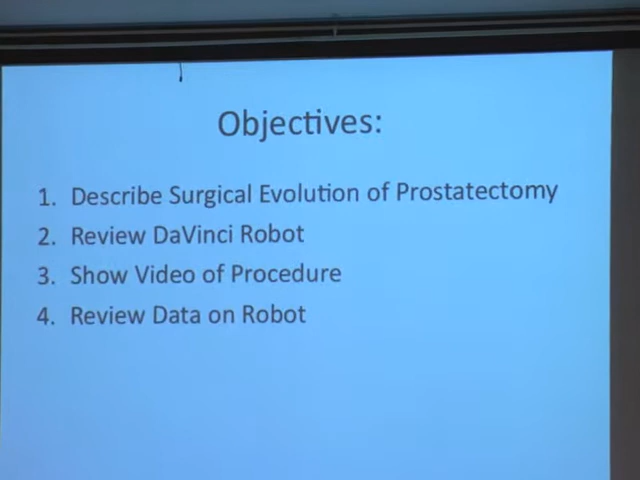 Objectives:
1. Describe Surgical Evolution of Prostatectomy
2. Review DaVinci Robot
3. Show Video of Procedure
4. Review Data on Robot